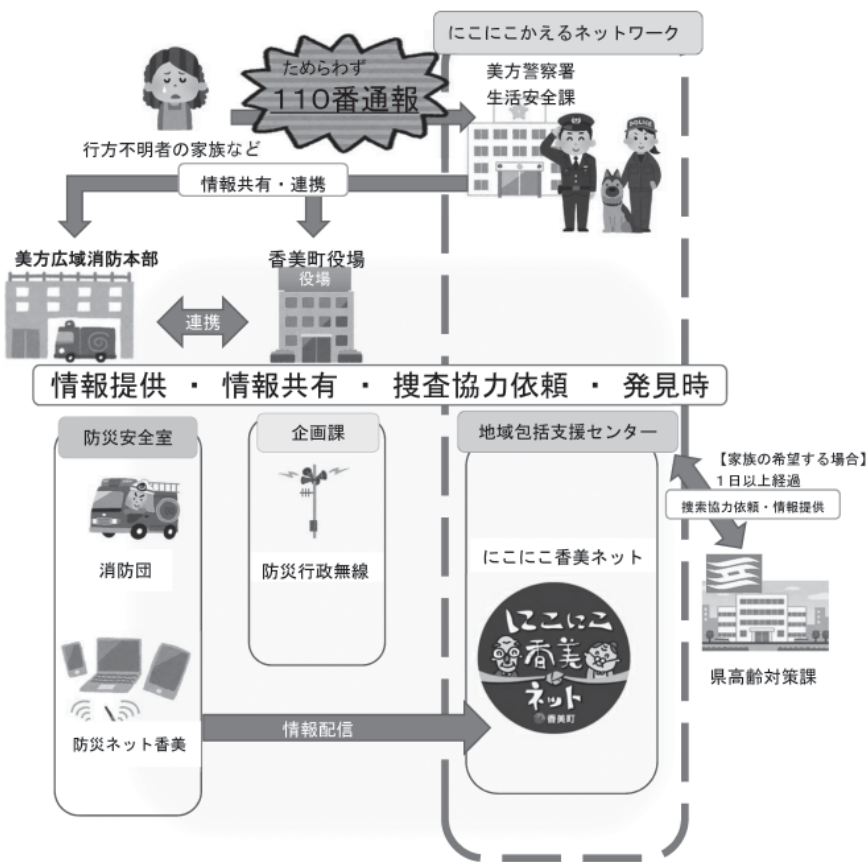 にこにこかえるネットワーク
ためらわず
110番通報
美方警察署
生活安全課
POLICE
行方不明者の家族など
情報共有・連携
美方広域消防本部
香美町役場
役場
連携
情報提供 ・ 情報共有 ・ 捜査協力依頼 ・ 発見時
防災安全室
企画課
地域包括支援センター
【家族の希望する場合】
1日以上経過
捜索協力依頼・情報提供
消防団
防災行政無線
にこにこ香美ネット
にこにこ
香美
ネット
香美町
県高齢対策課
防災ネット香美
情報配信